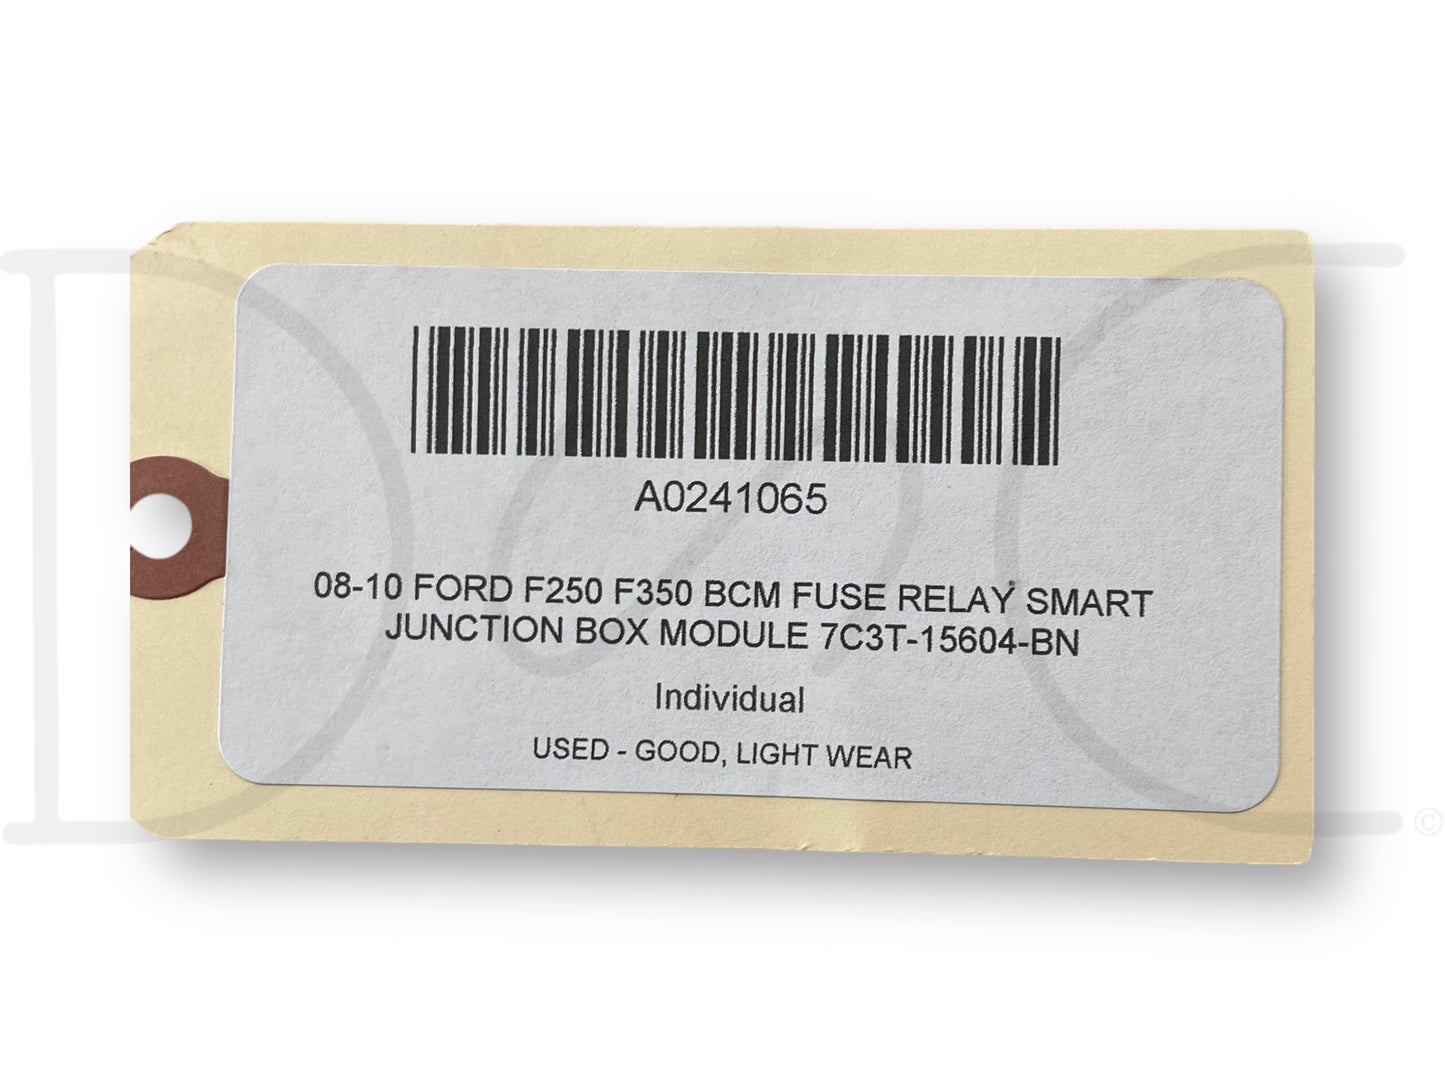 A0241065
08-10 FORD F250 F350 BCM FUSE RELAY SMART
JUNCTION BOX MODULE 7C3T-15604-BN
Individual
USED - GOOD, LIGHT WEAR
©